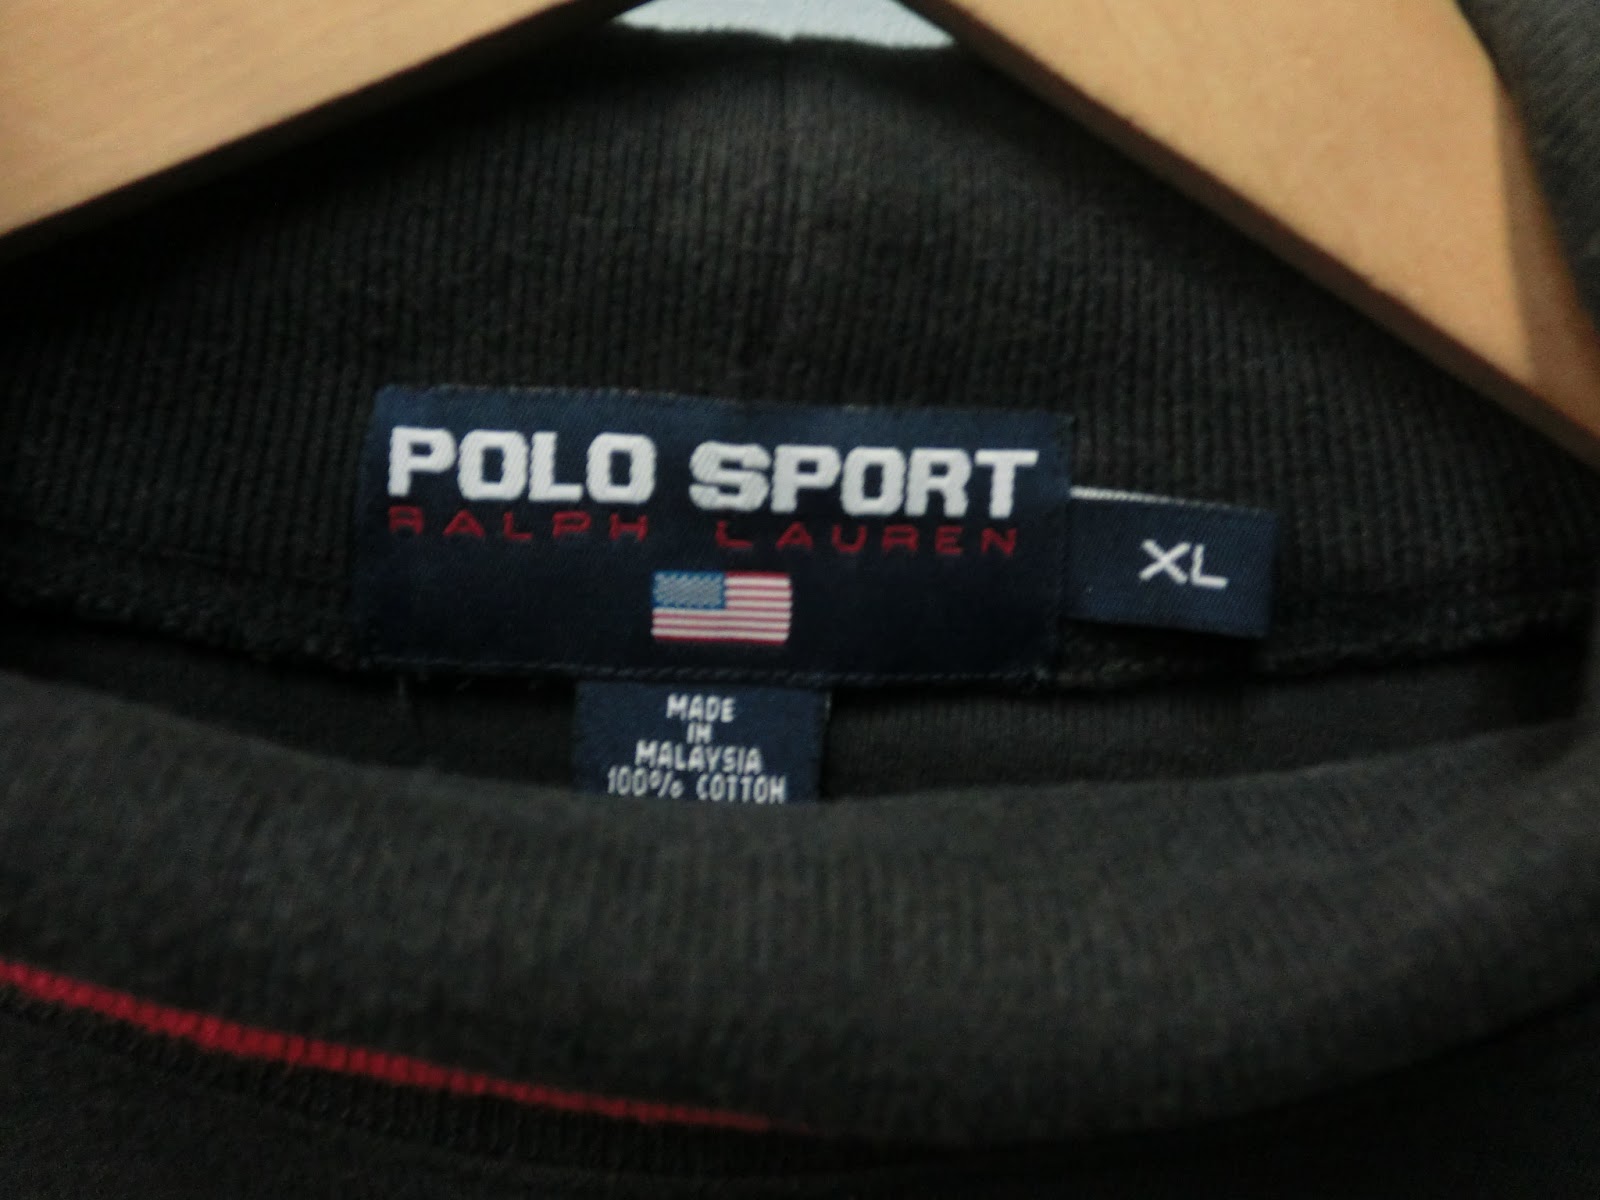 POLO SPORT
RALPH LAUREN
XL
MADE
IN
MALAYSIA
100% COTTON